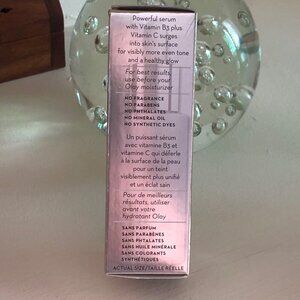 Powerful serum
with Vitamin B3 plus
Vitamin C surges
into skin's surface
for visibly more even tone
and a healthy glow
For best results,
use before your
Olay moisturizer
NO FRAGRANCE
NO PARABENS
NO PHTHALATES
NO MINERAL OIL
NO SYNTHETIC DYES
Un puissant sérum
avec vitamine B3 et
vitamine C qui déferle
à la surface de la peau
pour un teint
visiblement plus unifié
et un éclat sain
Pour de meilleurs
résultats, utiliser
avant votre
hydratant Olay
SANS PARFUM
SANS PARABÈNES
SANS PHTALATES
SANS HUILE MINÉRALE
SANS COLORANTS
SYNTHÉTIQUES
ACTUAL SIZE/TAILLE RÉELLE